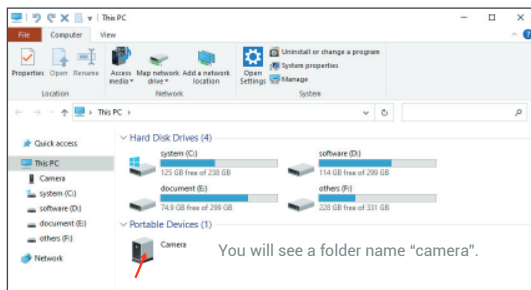 This PC
File Computer View
Properties Open Rename Access media Map network drive Add a network location Open Settings Uninstall or change a program
System properties
Manage
Location Network System
This PC
Quick access
This PC
Camera
system (C:)
software (D:)
document (E:)
others (F:)
Network
Hard Disk Drives (4)
system (C:)
125 GB free of 238 GB
software (D:)
114 GB free of 299 GB
document (E:)
74.9 GB free of 299 GB
others (F:)
228 GB free of 331 GB
Portable Devices (1)
Camera
You will see a folder name “camera”.